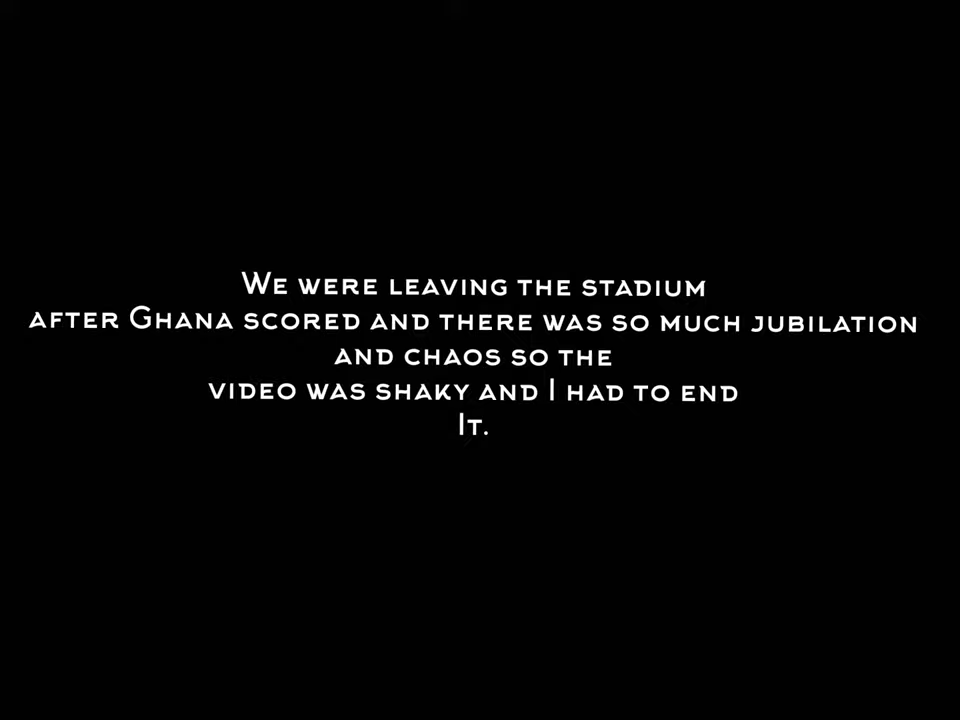 We were leaving the stadium
after Ghana scored and there was so much jubilation
and chaos so the
video was shaky and I had to end
It.